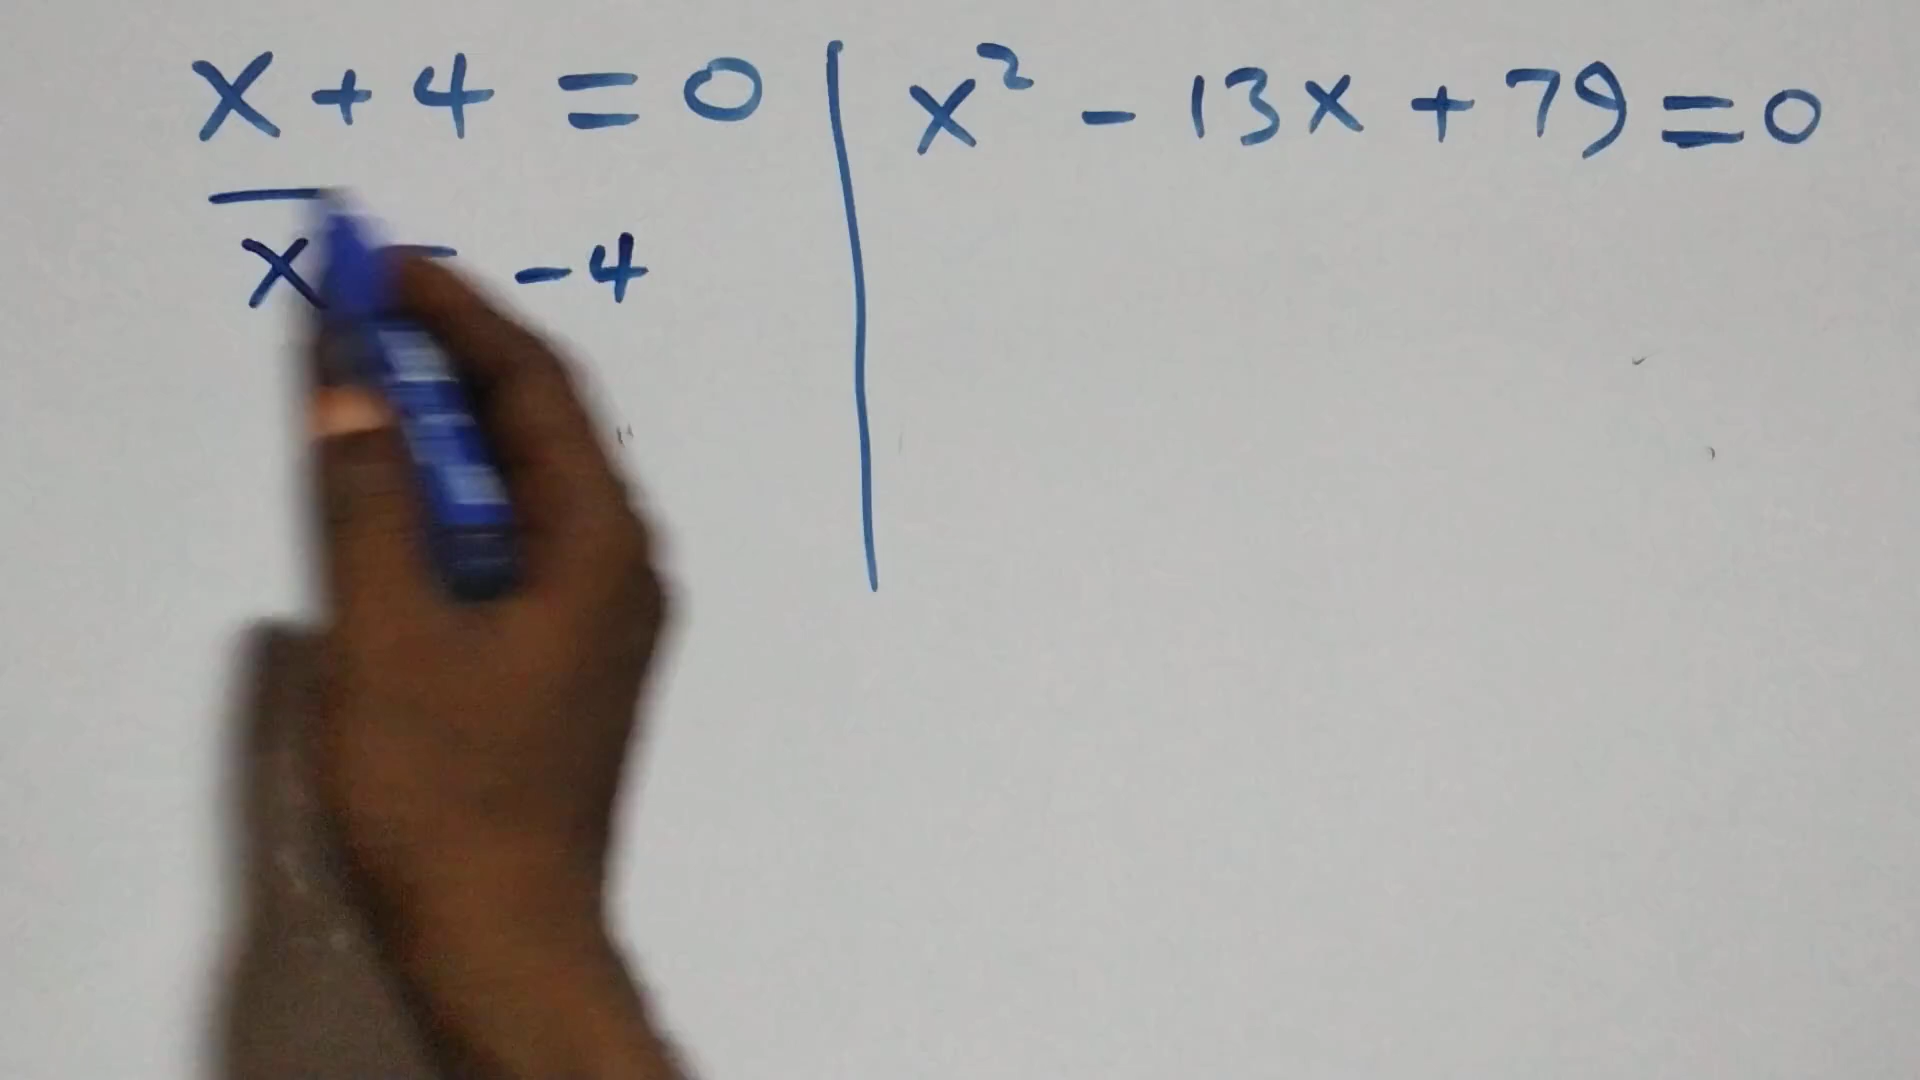 x + 4 = 0
x = -4
x² - 13x + 79 = 0